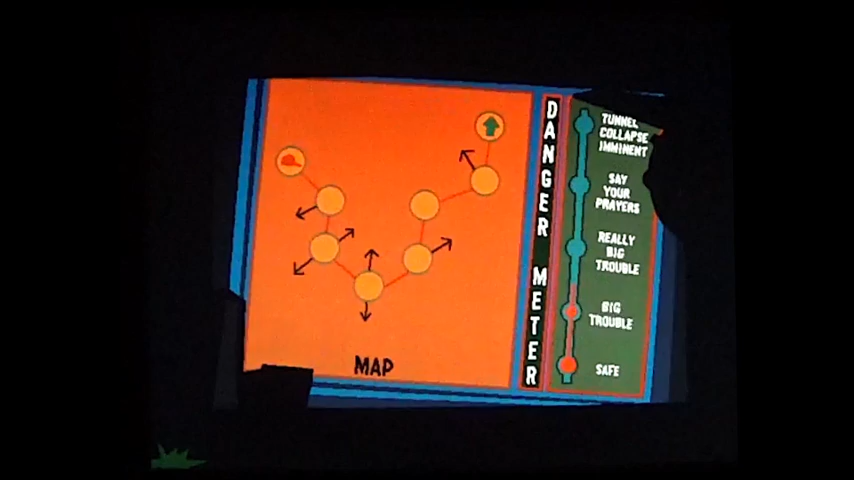 MAP
DANGER METER
TUNNEL
COLLAPSE
IMMINENT
SAY
YOUR
PRAYERS
REALLY
BIG
TROUBLE
BIG
TROUBLE
SAFE